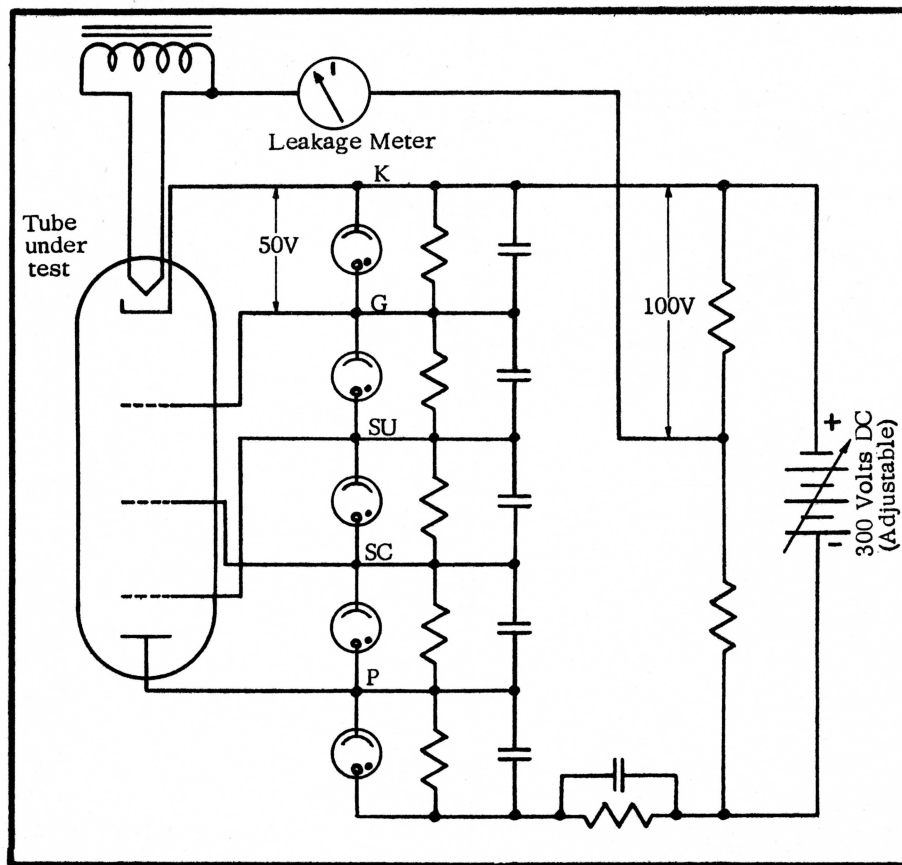 Leakage Meter
K
Tube
under
test
50V
G
100V
SU
+
300 Volts DC
(Adjustable)
-
SC
P